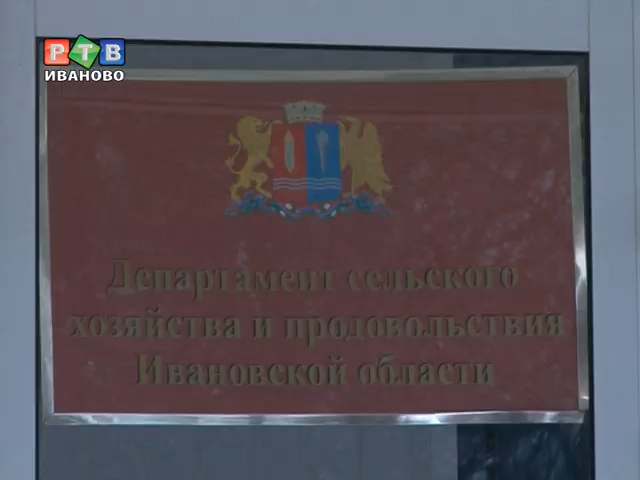 РТВ
ИВАНОВО
Департамент сельского
хозяйства и продовольствия
Ивановской области